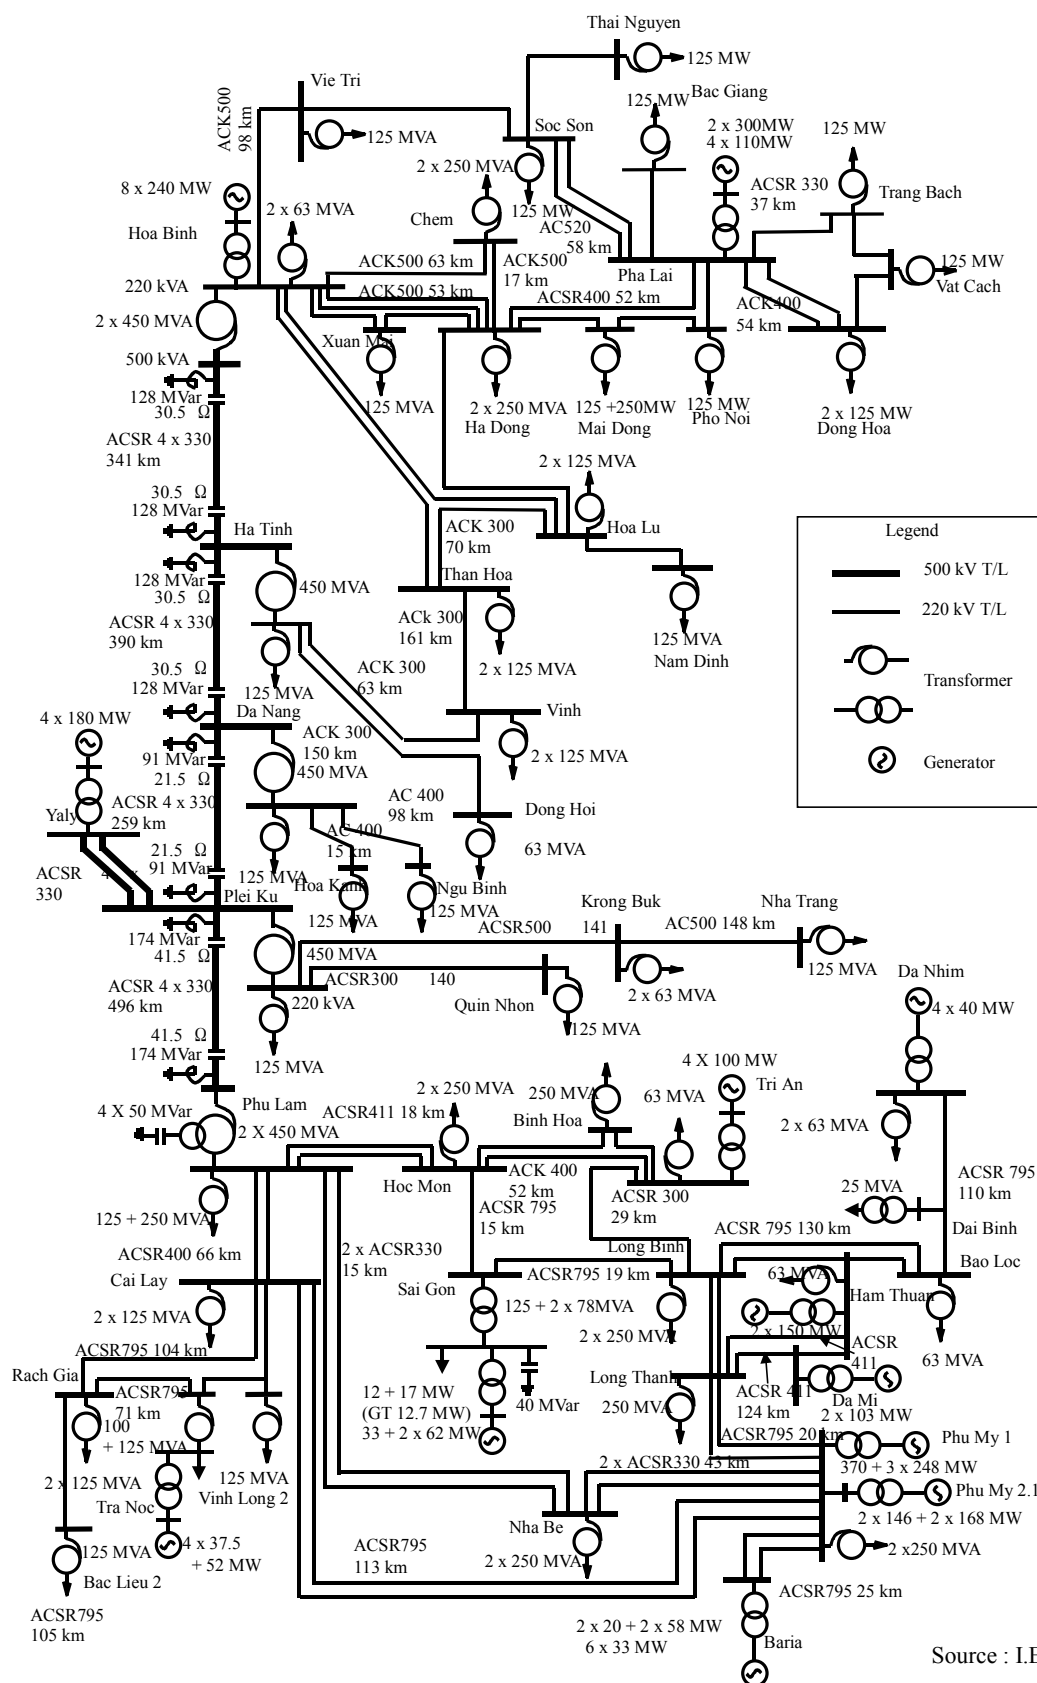 Thai Nguyen
125 MW
Vie Tri
ACK500
98 km
125 MVA
Soc Son
125 MW
Bac Giang
125 MW
2 x 300MW
4 x 110MW
125 MW
ACSR 330
37 km
Trang Bach
8 x 240 MW
2 x 63 MVA
2 x 250 MVA
Chem
125 MW
AC520
58 km
Hoa Binh
ACK500 63 km
ACK500
17 km
Pha Lai
125 MW
Vat Cach
220 kVA
ACK500 53 km
ACSR400 52 km
ACK400
54 km
2 x 450 MVA
Xuan Mai
500 kVA
125 MVA
2 x 250 MVA
Ha Dong
125 +250MW
Mai Dong
125 MW
Pho Noi
2 x 125 MW
Dong Hoa
128 MVar
30.5 Ω
ACSR 4 x 330
341 km
2 x 125 MVA
30.5 Ω
128 MVar
Ha Tinh
ACK 300
70 km
Hoa Lu
Legend
500 kV T/L
220 kV T/L
Transformer
Generator
128 MVar
30.5 Ω
450 MVA
Than Hoa
ACSR 4 x 330
390 km
ACk 300
161 km
125 MVA
Nam Dinh
ACK 300
63 km
2 x 125 MVA
30.5 Ω
128 MVar
125 MVA
Da Nang
Vinh
4 x 180 MW
91 MVar
21.5 Ω
ACK 300
150 km
450 MVA
2 x 125 MVA
Yaly
ACSR 4 x 330
259 km
AC 400
98 km
Dong Hoi
AC 400
15 km
63 MVA
21.5 Ω
91 MVar
ACSR
330
125 MVA
Hoa Kanh
Ngu Binh
Plei Ku
125 MVA
125 MVA
Krong Buk
Nha Trang
174 MVar
41.5 Ω
ACSR500
141
AC500 148 km
450 MVA
125 MVA
Da Nhim
ACSR 4 x 330
496 km
ACSR300
140
220 kVA
Quin Nhon
2 x 63 MVA
4 x 40 MW
125 MVA
41.5 Ω
174 MVar
125 MVA
4 X 100 MW
Tri An
Phu Lam
2 x 250 MVA
250 MVA
63 MVA
4 X 50 MVar
ACSR411 18 km
Binh Hoa
2 X 450 MVA
2 x 63 MVA
Hoc Mon
ACK 400
52 km
ACSR 300
29 km
ACSR 795
110 km
125 + 250 MVA
ACSR 795
15 km
25 MVA
ACSR 795 130 km
Dai Binh
ACSR400 66 km
2 x ACSR330
15 km
Long Binh
Bao Loc
Cai Lay
Sai Gon
ACSR795 19 km
63 MVA
Ham Thuan
2 x 125 MVA
125 + 2 x 78MVA
2 x 250 MVA
2 x 150 MW
ACSR
411
63 MVA
ACSR795 104 km
Rach Gia
Long Thanh
ACSR 411
124 km
Da Mi
ACSR795
71 km
12 + 17 MW
(GT 12.7 MW)
33 + 2 x 62 MW
40 MVar
250 MVA
2 x 103 MW
100
+ 125 MVA
ACSR795 20 km
Phu My 1
2 x 125 MVA
125 MVA
Vinh Long 2
2 x ACSR330 43 km
370 + 3 x 248 MW
Tra Noc
Phu My 2.1
Nha Be
2 x 146 + 2 x 168 MW
125 MVA
4 x 37.5
+ 52 MW
ACSR795
113 km
2 x 250 MVA
2 x250 MVA
Bac Lieu 2
ACSR795 25 km
ACSR795
105 km
2 x 20 + 2 x 58 MW
6 x 33 MW
Baria
Source : I.E